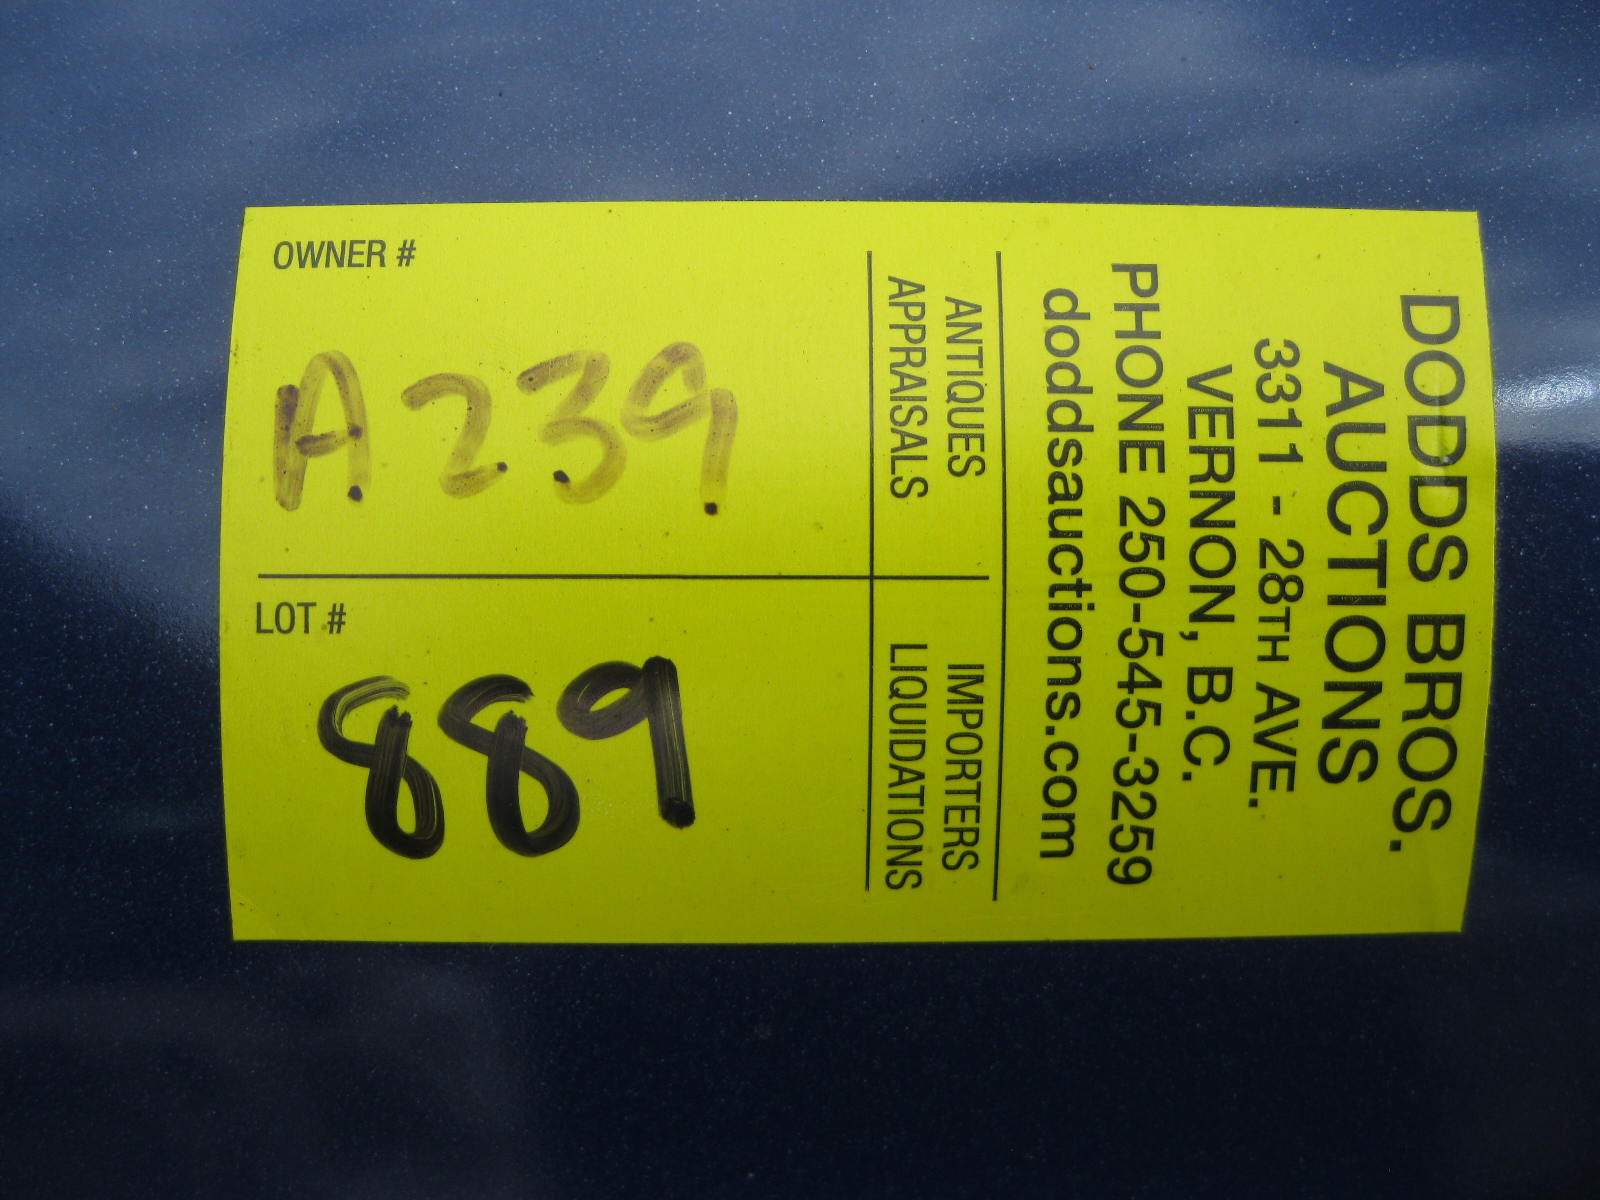 DODDS BROS.
AUCTIONS
3311 - 28TH AVE.
VERNON, B.C.
PHONE 250-545-3259
doddsauctions.com
ANTIQUES
APPRAISALS
IMPORTERS
LIQUIDATIONS
OWNER #
A239
LOT #
889